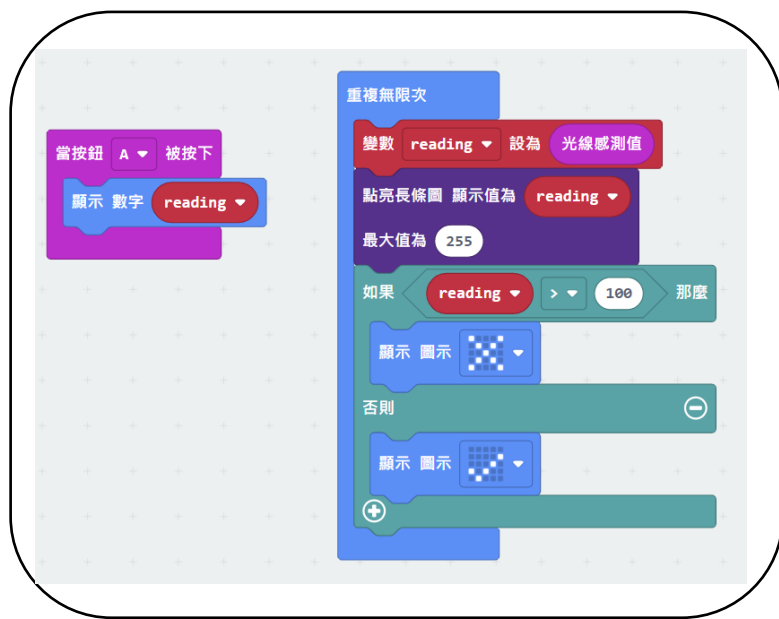 當按鈕 A 被按下
顯示 數字 reading
重複無限次
變數 reading 設為 光線感測值
點亮長條圖 顯示值為 reading
最大值為 255
如果 reading > 100 那麼
顯示 圖示
否則
顯示 圖示